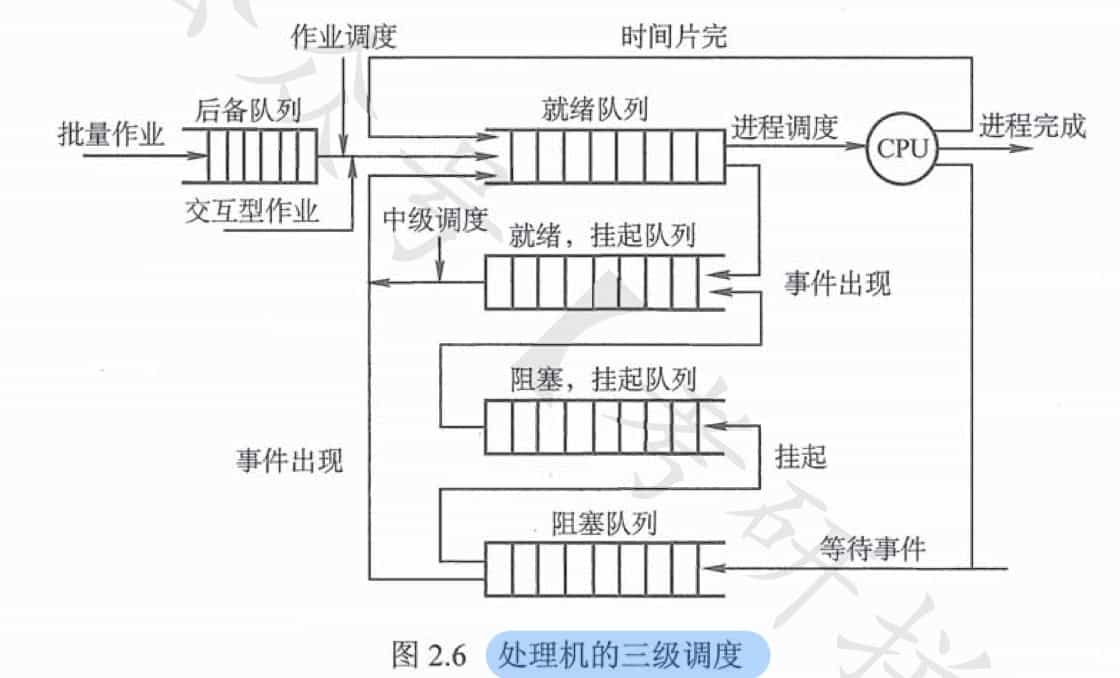 作业调度
时间片完
后备队列
就绪队列
批量作业
进程调度
CPU
进程完成
交互型作业
中级调度
就绪，挂起队列
事件出现
阻塞，挂起队列
事件出现
挂起
阻塞队列
等待事件
图 2.6 处理机的三级调度
众号
【考研